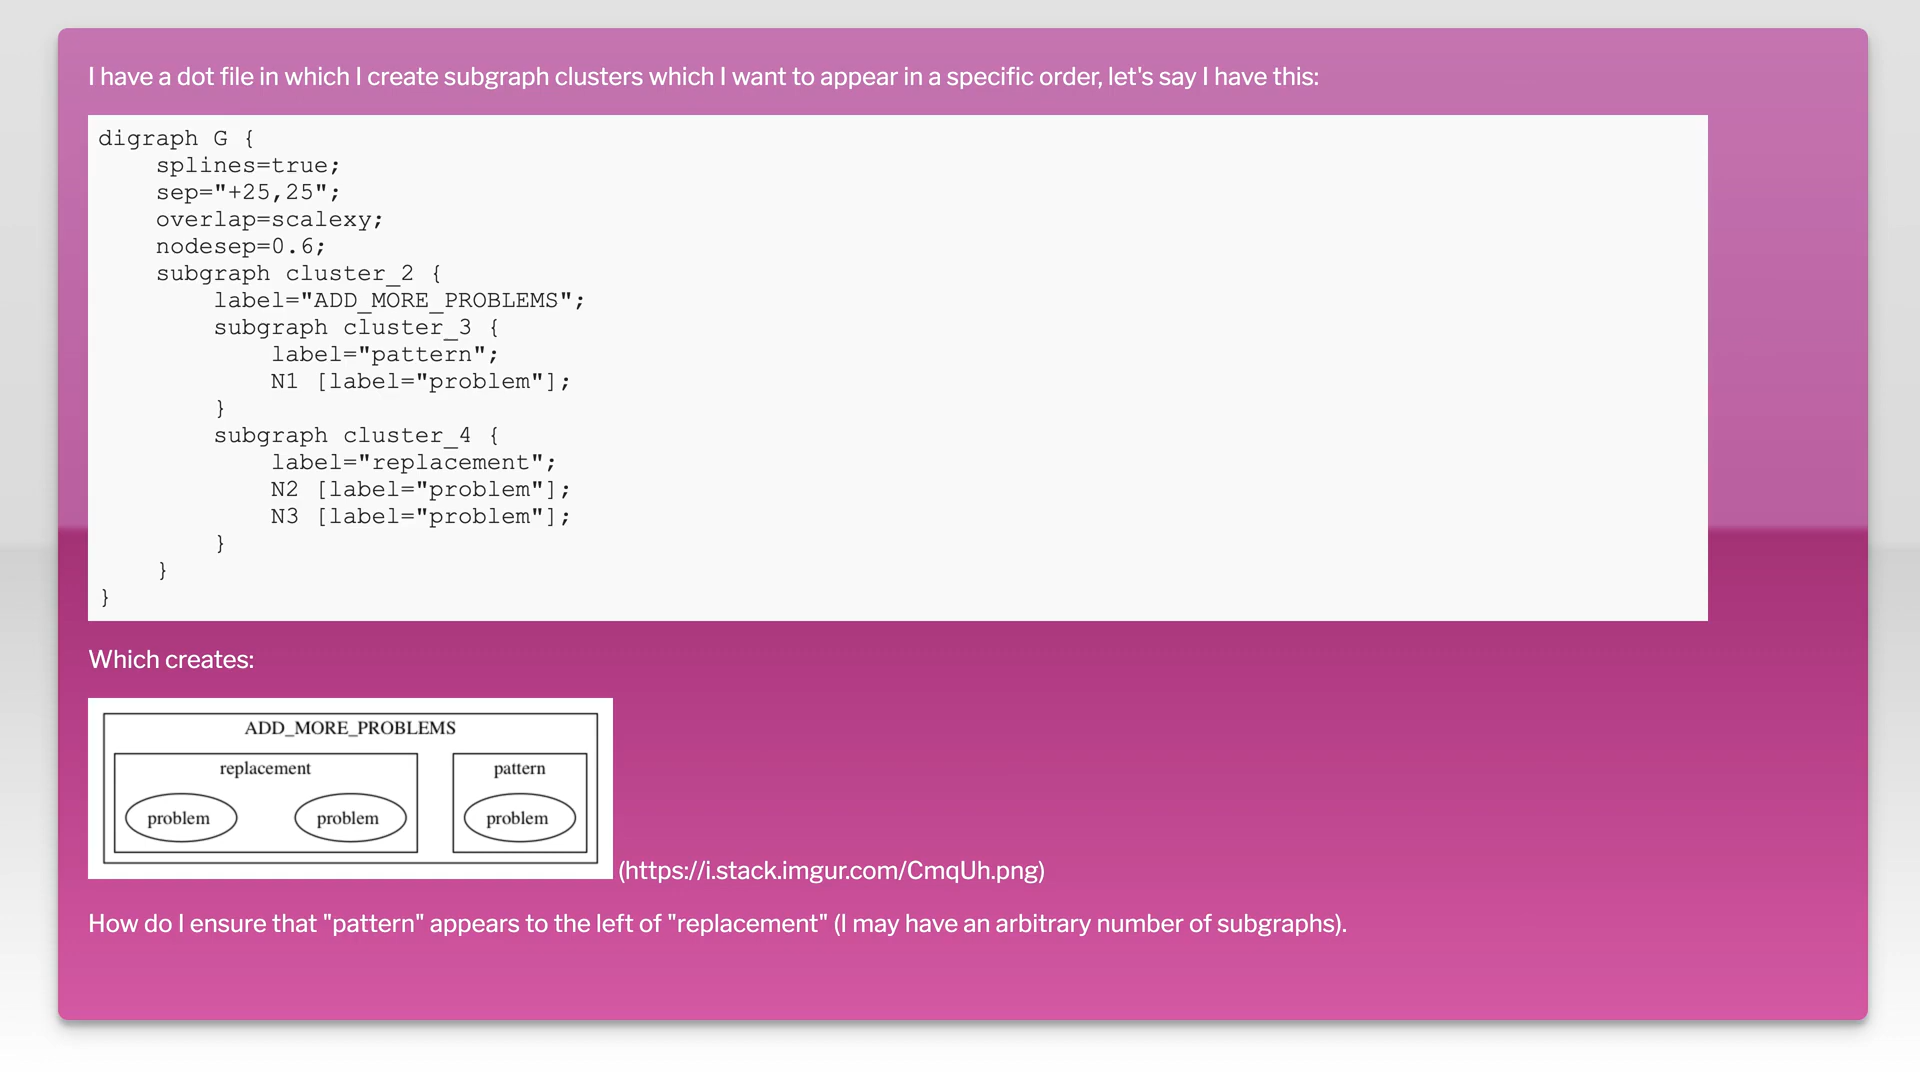 I have a dot file in which I create subgraph clusters which I want to appear in a specific order, let's say I have this:
digraph G {
    splines=true;
    sep="+25,25";
    overlap=scalexy;
    nodesep=0.6;
    subgraph cluster_2 {
        label="ADD_MORE_PROBLEMS";
        subgraph cluster_3 {
            label="pattern";
            N1 [label="problem"];
        }
        subgraph cluster_4 {
            label="replacement";
            N2 [label="problem"];
            N3 [label="problem"];
        }
    }
}
Which creates:
ADD_MORE_PROBLEMS
replacement pattern
problem problem problem
(https://i.stack.imgur.com/CmqUh.png)
How do I ensure that "pattern" appears to the left of "replacement" (I may have an arbitrary number of subgraphs).